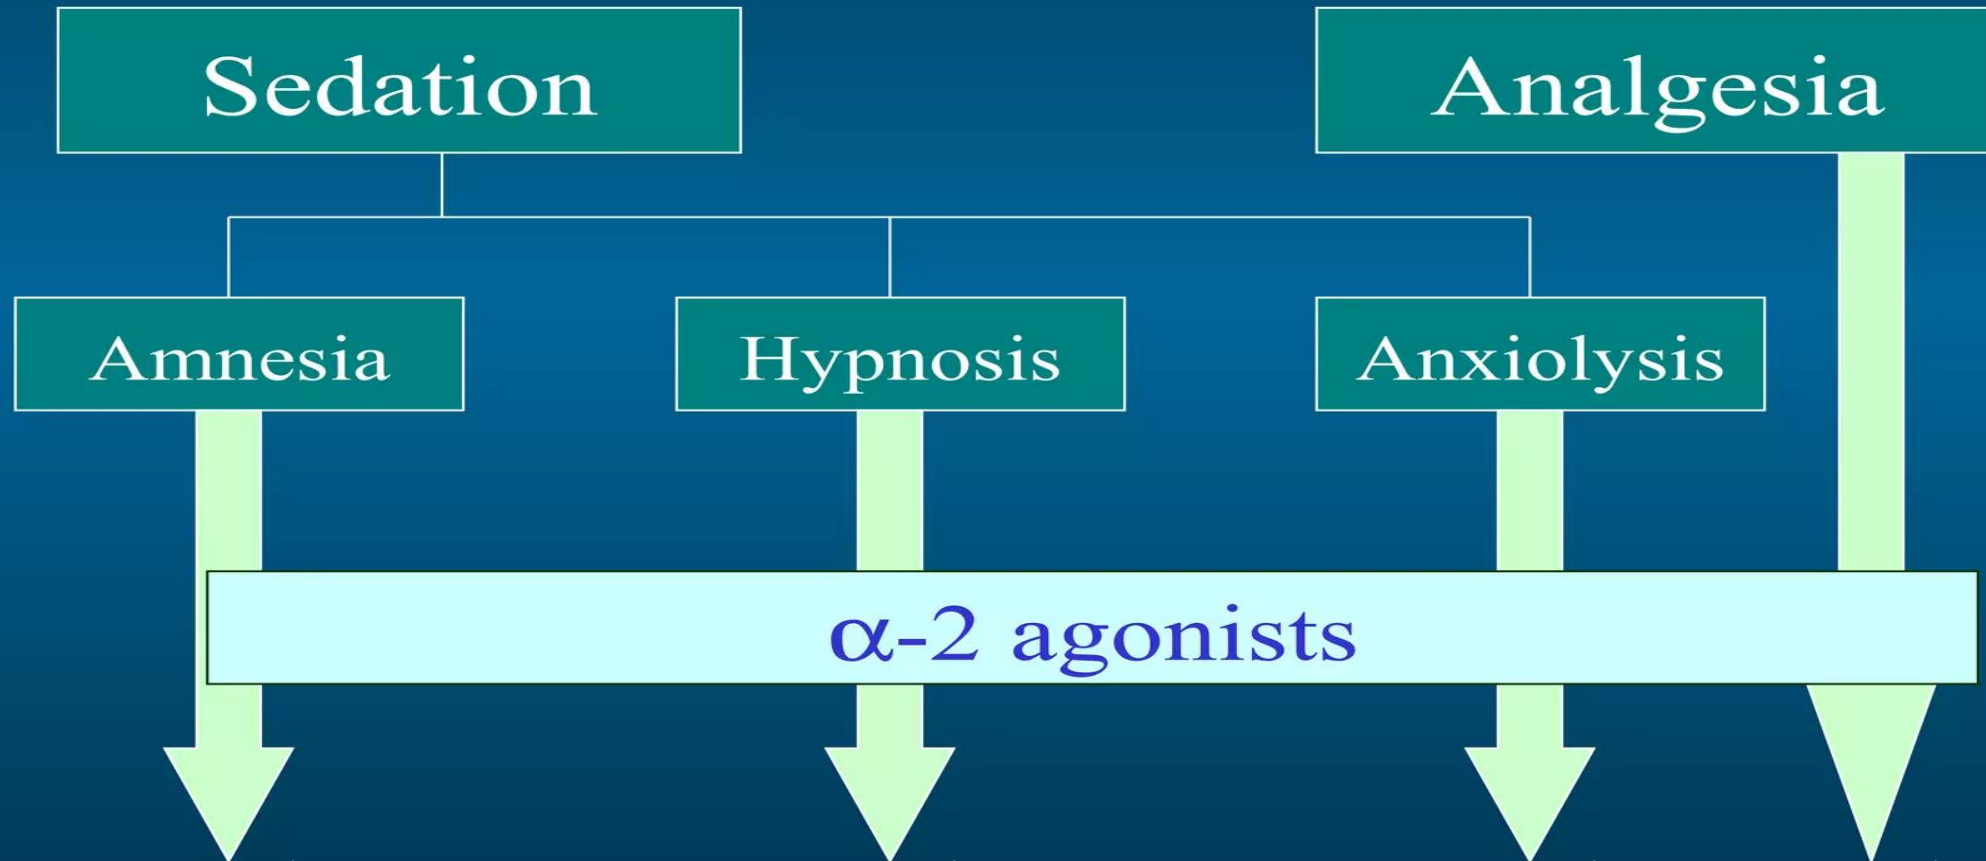 Sedation
Analgesia
Amnesia
Hypnosis
Anxiolysis
α-2 agonists